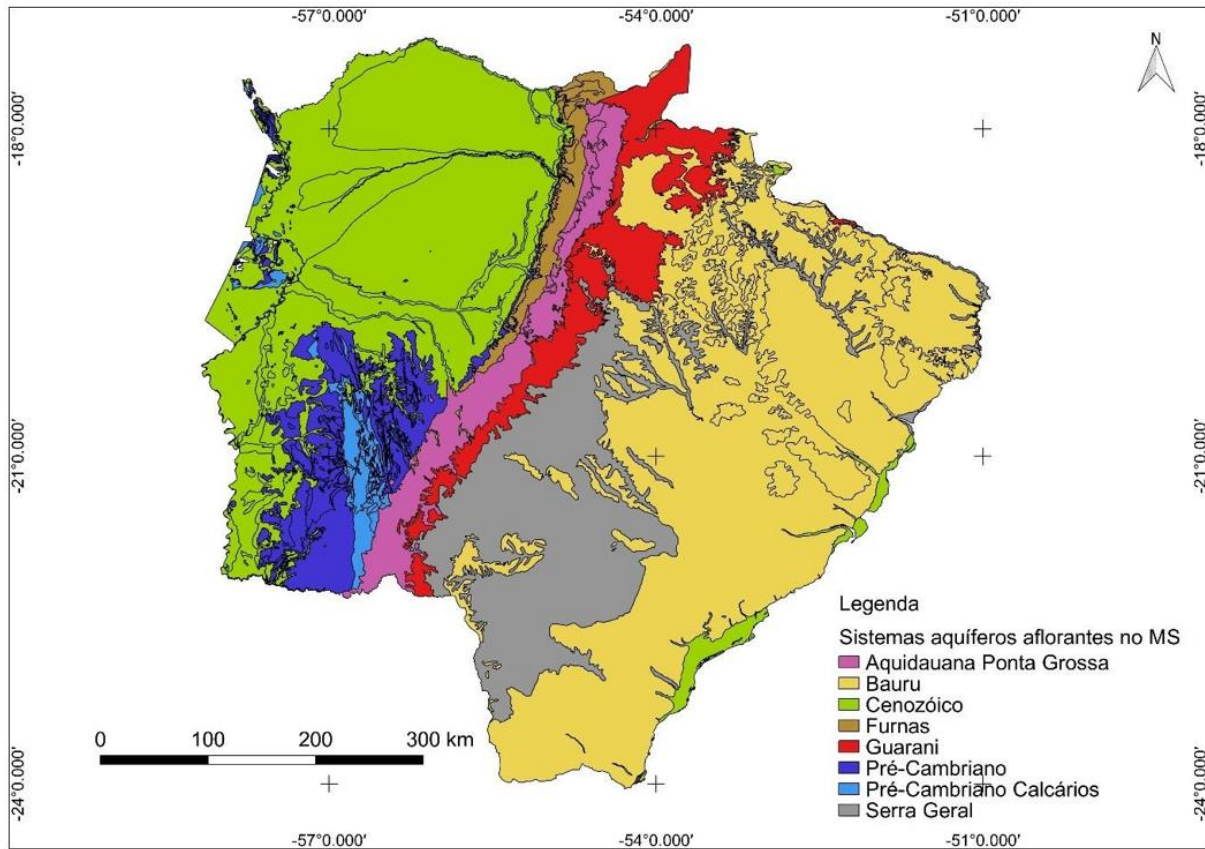 -57°0.000′ -54°0.000′ -51°0.000′
N
-18°0.000′ -18°0.000′
-21°0.000′ -21°0.000′
Legenda
Sistemas aquíferos aflorantes no MS
Aquidauana Ponta Grossa
Bauru
Cenozóico
Furnas
Guarani
Pré-Cambriano
Pré-Cambriano Calcários
Serra Geral
0 100 200 300 km
-24°0.000′ -24°0.000′
-57°0.000′ -54°0.000′ -51°0.000′